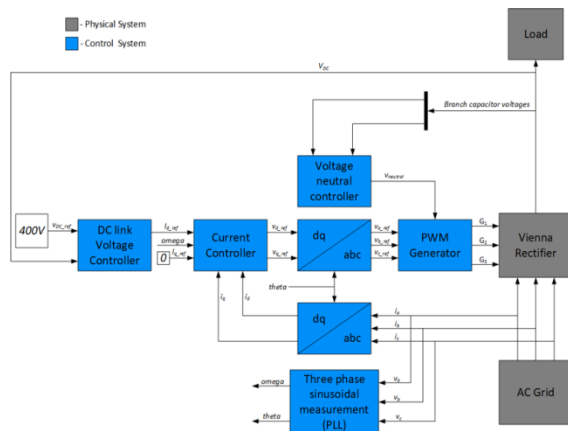 - Physical System
- Control System
Load
V_DC
Branch capacitor voltages
Voltage
neutral
controller
v_neutral
400V
v_DC_ref
DC link
Voltage
Controller
i_d_ref
omega
0
i_q_ref
Current
Controller
v_d_ref
v_q_ref
dq
abc
v_a_ref
v_b_ref
v_c_ref
PWM
Generator
G_1
G_2
G_3
Vienna
Rectifier
theta
i_q
i_d
dq
abc
i_a
i_b
i_c
Three phase
sinusoidal
measurement
(PLL)
omega
theta
v_a
v_b
v_c
AC Grid